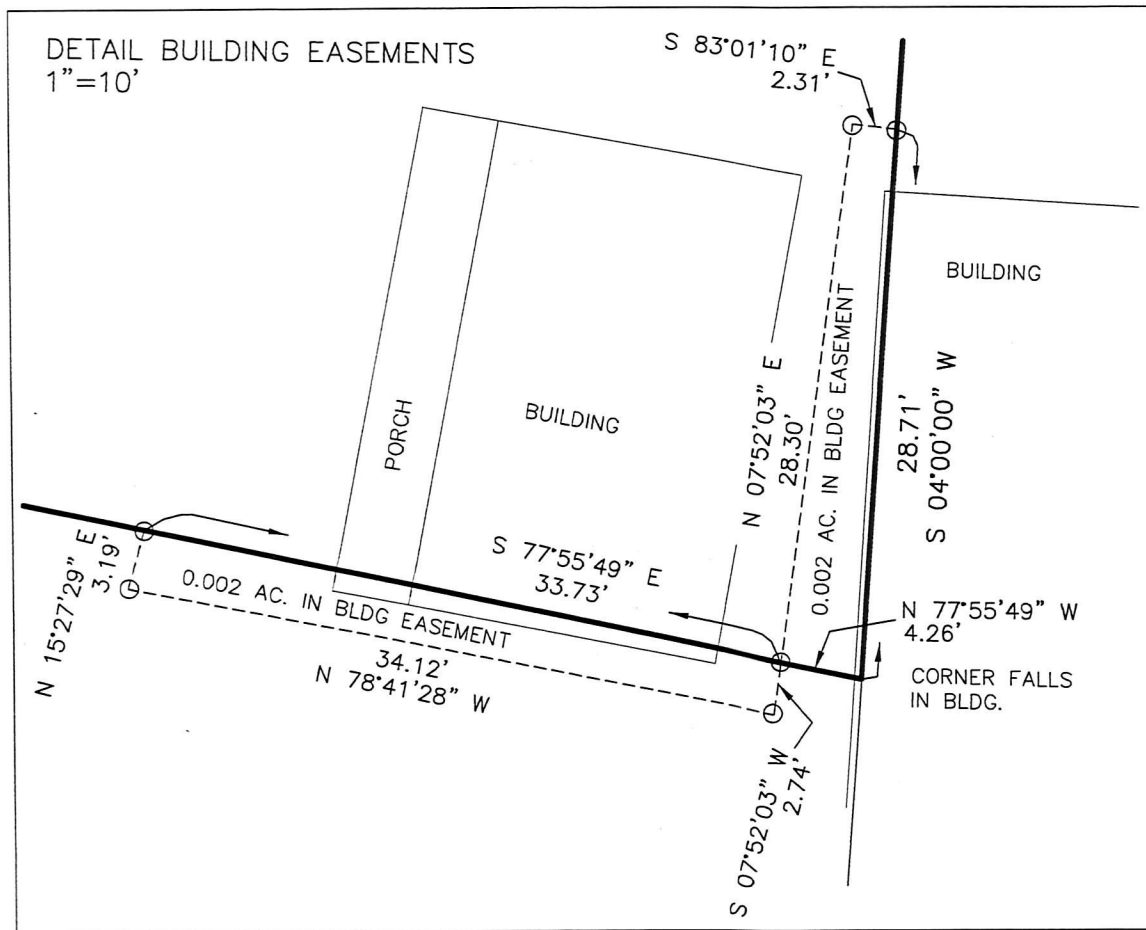 DETAIL BUILDING EASEMENTS
1”=10’
S 83°01’10” E
2.31’
BUILDING
PORCH
BUILDING
N 07°52’03” E
28.30’
0.002 AC. IN BLDG EASEMENT
28.71’
S 04°00’00” W
S 77°55’49” E
33.73’
N 15°27’29” E
3.19’
0.002 AC. IN BLDG EASEMENT
34.12’
N 78°41’28” W
N 77°55’49” W
4.26’
CORNER FALLS
IN BLDG.
S 07°52’03” W
2.74’